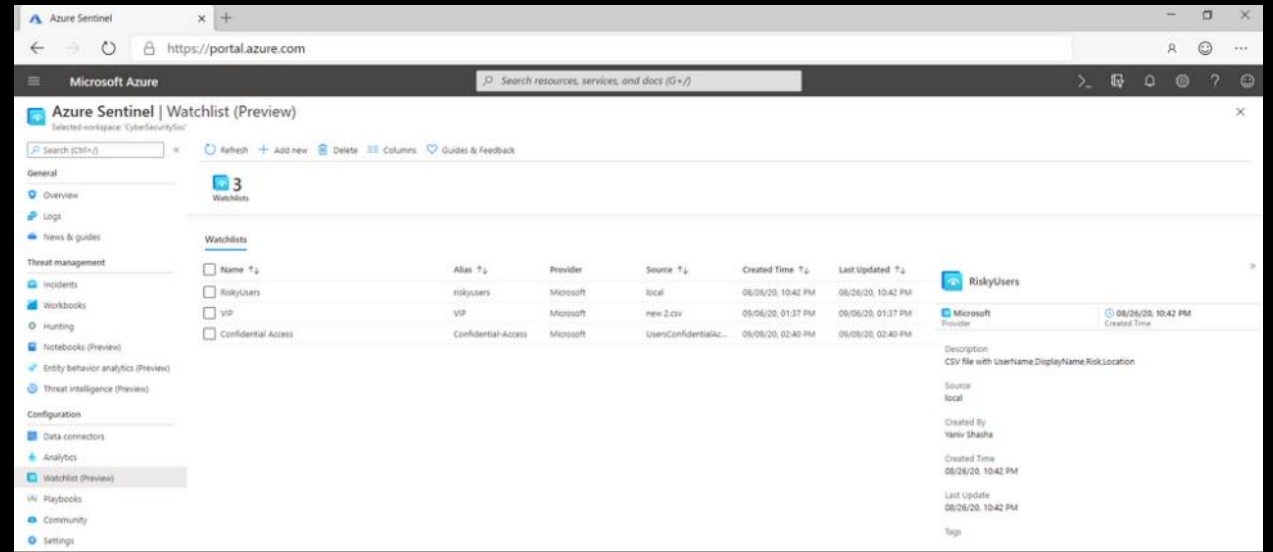 Azure Sentinel
https://portal.azure.com
Microsoft Azure
Search resources, services, and docs (G+/)
Azure Sentinel | Watchlist (Preview)
Selected workspace: 'CyberSecuritySoc'
Search (Ctrl+/)
Refresh Add new Delete Columns Guides & Feedback
General
Overview
Logs
News & guides
Threat management
Incidents
Workbooks
Hunting
Notebooks (Preview)
Entity behavior analytics (Preview)
Threat intelligence (Preview)
Configuration
Data connectors
Analytics
Watchlist (Preview)
Playbooks
Community
Settings
3
Watchlists
Watchlists
Name Alias Provider Source Created Time Last Updated
RiskyUsers riskyusers Microsoft local 08/26/20, 10:42 PM 08/26/20, 10:42 PM
VIP VIP Microsoft new 2.csv 09/06/20, 01:37 PM 09/06/20, 01:37 PM
Confidential Access Confidential-Access Microsoft UsersConfidentialAc... 09/09/20, 02:40 PM 09/09/20, 02:40 PM
RiskyUsers
Microsoft 08/26/20, 10:42 PM
Provider Created Time
Description
CSV file with UserName,DisplayName,Risk,Location
Source
local
Created By
Yaniv Shasha
Created Time
08/26/20, 10:42 PM
Last Update
08/26/20, 10:42 PM
Tags